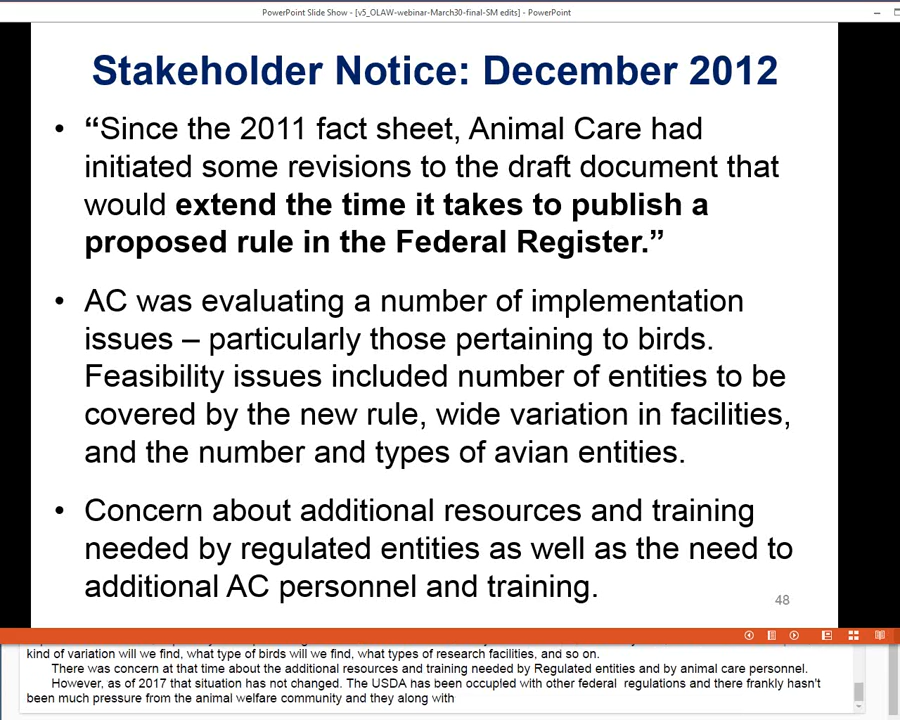 PowerPoint Slide Show - [v5_OLAW-webinar-March30-final-SM edits] - PowerPoint
Stakeholder Notice: December 2012
• “Since the 2011 fact sheet, Animal Care had
initiated some revisions to the draft document that
would extend the time it takes to publish a
proposed rule in the Federal Register.”
• AC was evaluating a number of implementation
issues – particularly those pertaining to birds.
Feasibility issues included number of entities to be
covered by the new rule, wide variation in facilities,
and the number and types of avian entities.
• Concern about additional resources and training
needed by regulated entities as well as the need to
additional AC personnel and training.
48
kind of variation will we find, what type of birds will we find, what types of research facilities, and so on.
There was concern at that time about the additional resources and training needed by Regulated entities and by animal care personnel.
However, as of 2017 that situation has not changed. The USDA has been occupied with other federal regulations and there frankly hasn't
been much pressure from the animal welfare community and they along with